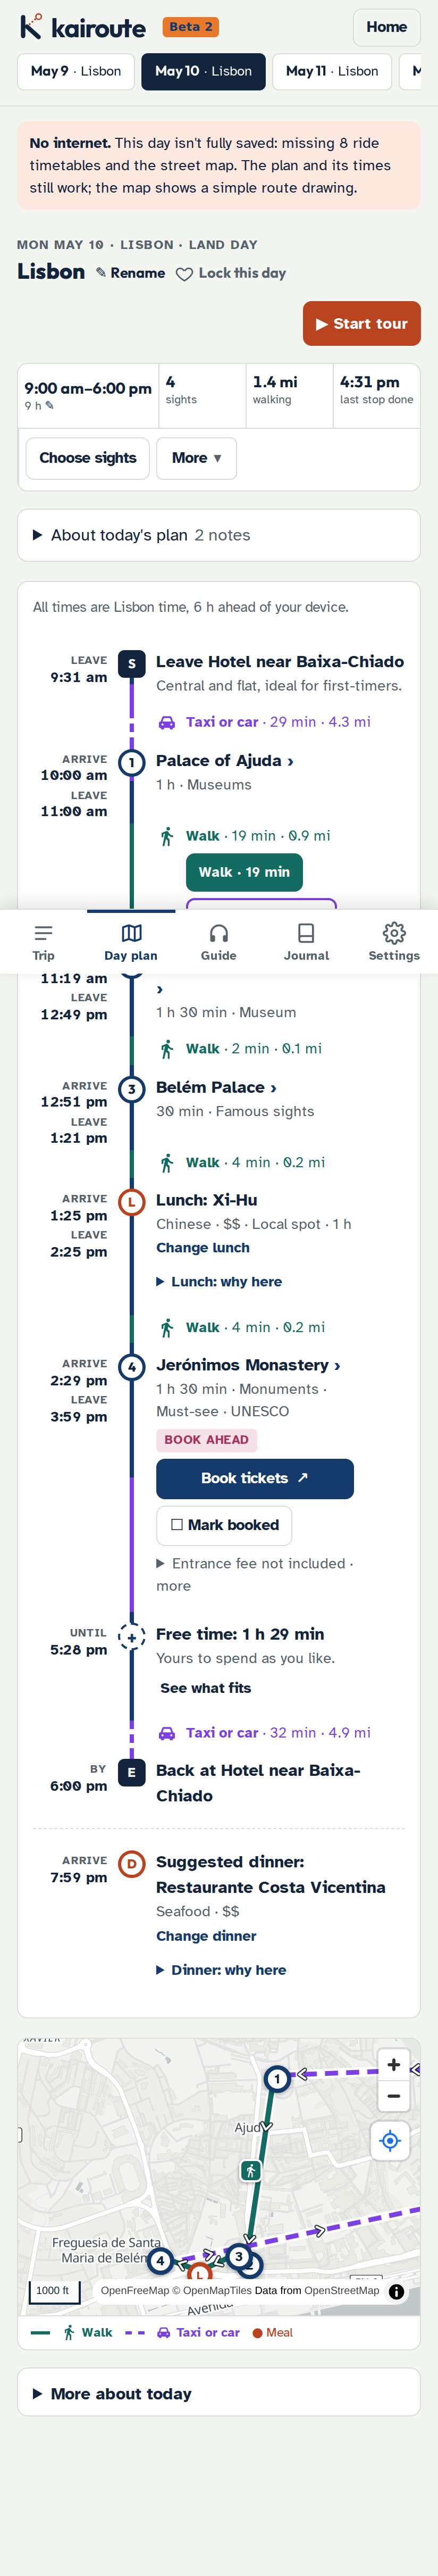 kairoute Beta 2 Home
May 9 · Lisbon May 10 · Lisbon May 11 · Lisbon
No internet. This day isn't fully saved: missing 8 ride
timetables and the street map. The plan and its times
still work; the map shows a simple route drawing.
MON MAY 10 · LISBON · LAND DAY
Lisbon ✎ Rename ♡ Lock this day
▶ Start tour
9:00 am–6:00 pm 4 1.4 mi 4:31 pm
9 h ✎ sights walking last stop done
Choose sights More ▾
▶ About today's plan 2 notes
All times are Lisbon time, 6 h ahead of your device.
LEAVE S Leave Hotel near Baixa-Chiado
9:31 am Central and flat, ideal for first-timers.
Taxi or car · 29 min · 4.3 mi
ARRIVE 1 Palace of Ajuda ›
10:00 am 1 h · Museums
LEAVE
11:00 am
Walk · 19 min · 0.9 mi
Walk · 19 min
Trip Day plan Guide Journal Settings
11:19 am ›
LEAVE 1 h 30 min · Museum
12:49 pm
Walk · 2 min · 0.1 mi
ARRIVE 3 Belém Palace ›
12:51 pm 30 min · Famous sights
LEAVE
1:21 pm
Walk · 4 min · 0.2 mi
ARRIVE L Lunch: Xi-Hu
1:25 pm Chinese · $$ · Local spot · 1 h
LEAVE Change lunch
2:25 pm
▶ Lunch: why here
Walk · 4 min · 0.2 mi
ARRIVE 4 Jerónimos Monastery ›
2:29 pm 1 h 30 min · Monuments ·
LEAVE Must-see · UNESCO
3:59 pm
BOOK AHEAD
Book tickets ↗
☐ Mark booked
▶ Entrance fee not included ·
more
UNTIL + Free time: 1 h 29 min
5:28 pm Yours to spend as you like.
See what fits
Taxi or car · 32 min · 4.9 mi
BY E Back at Hotel near Baixa-
6:00 pm Chiado
ARRIVE D Suggested dinner:
7:59 pm Restaurante Costa Vicentina
Seafood · $$
Change dinner
▶ Dinner: why here
+
1
−
Ajud
Freguesia de Santa
Maria de Belém
4 3 2
L
1000 ft OpenFreeMap © OpenMapTiles Data from OpenStreetMap
Avenida
Walk Taxi or car Meal
▶ More about today